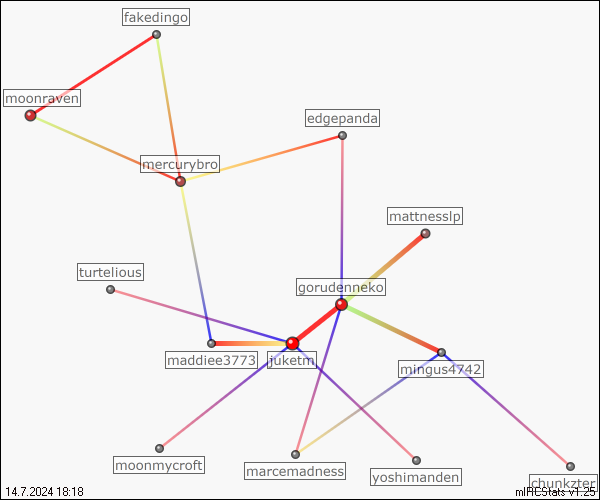 fakedingo
moonraven
edgepanda
mercurybro
mattnesslp
turtelious
gorudenneko
maddiee3773
juketm
mingus4742
moonmycroft
marcemadness
yoshimanden
chunkzter
14.7.2024 18:18
mIRCStats v1.25